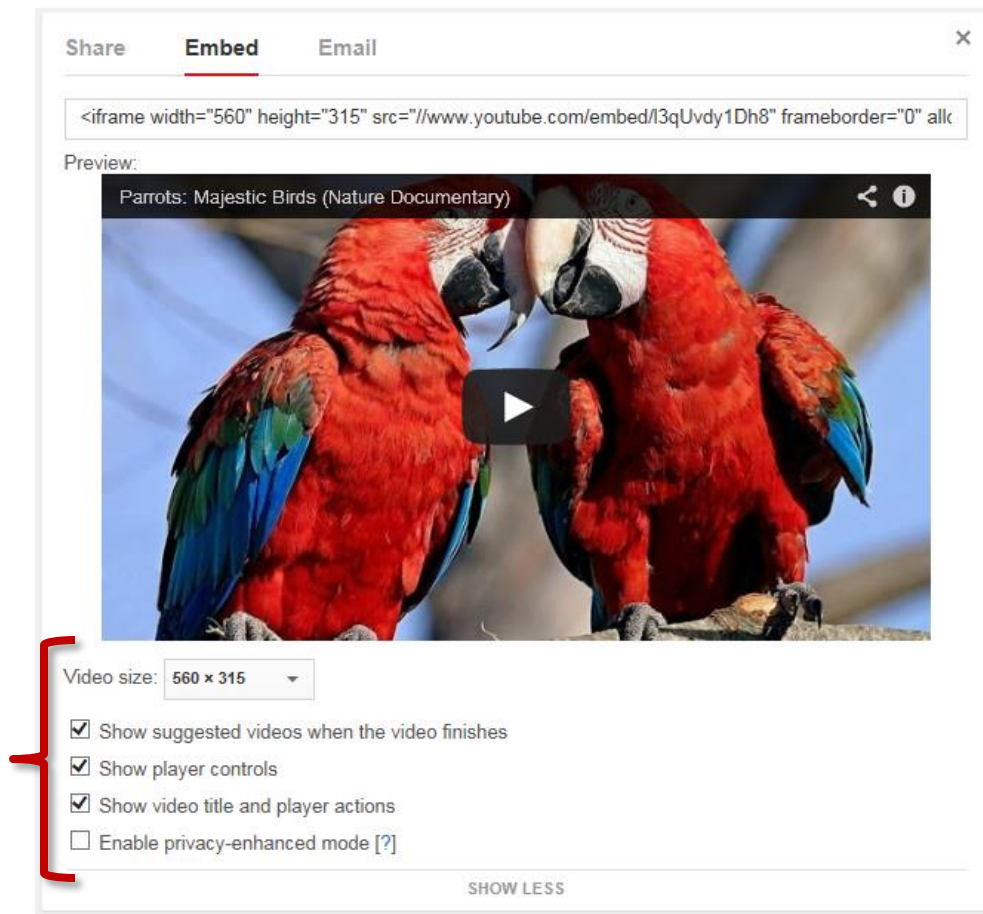 Share Embed Email ×
<iframe width="560" height="315" src="//www.youtube.com/embed/l3qUvdy1Dh8" frameborder="0" allo
Preview:
Parrots: Majestic Birds (Nature Documentary)
Video size: 560 × 315
Show suggested videos when the video finishes
Show player controls
Show video title and player actions
Enable privacy-enhanced mode [?]
SHOW LESS